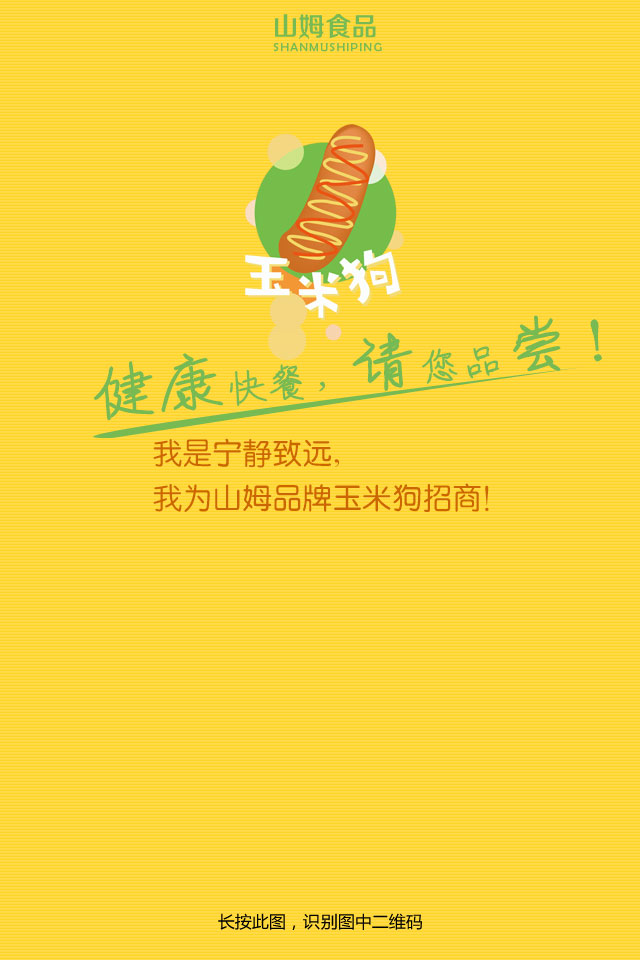 山姆食品
SHANMUSHIPING
玉米狗
健康快餐，请您品尝！
我是宁静致远,
我为山姆品牌玉米狗招商!
长按此图，识别图中二维码